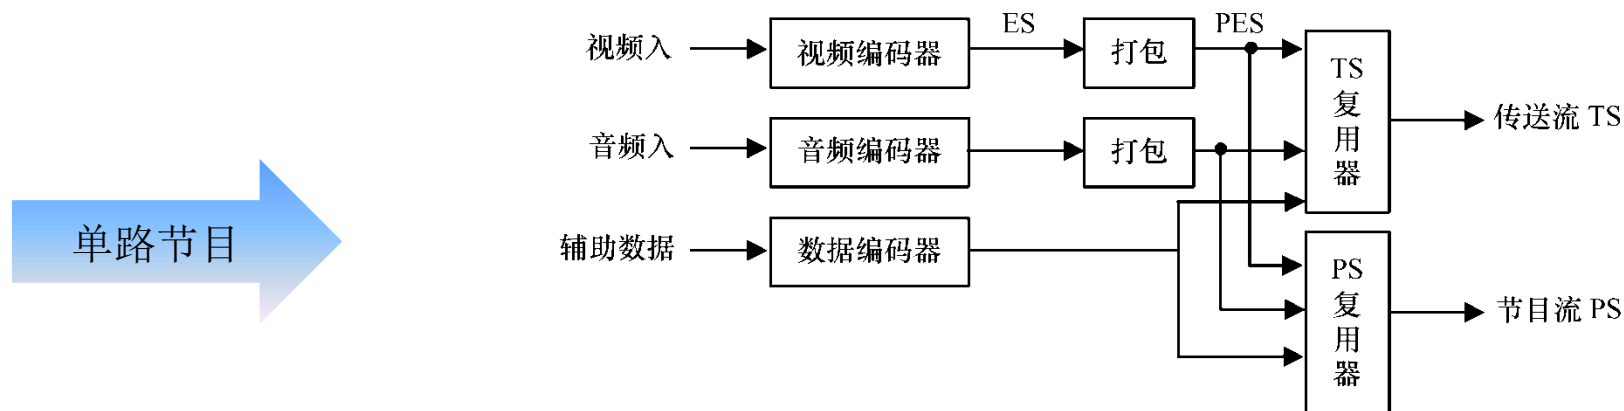 单路节目
视频入
视频编码器
ES
打包
PES
音频入
音频编码器
打包
辅助数据
数据编码器
TS
复
用
器
传送流 TS
PS
复
用
器
节目流 PS